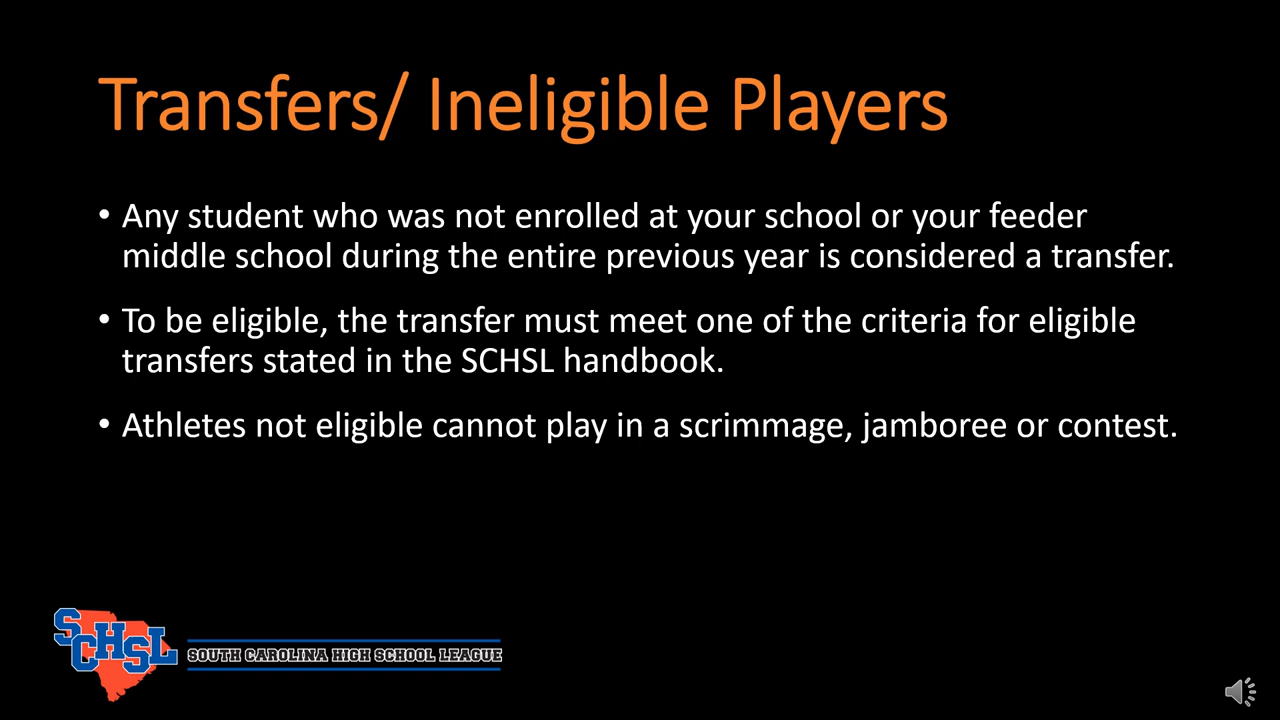 Transfers/ Ineligible Players
• Any student who was not enrolled at your school or your feeder
middle school during the entire previous year is considered a transfer.
• To be eligible, the transfer must meet one of the criteria for eligible
transfers stated in the SCHSL handbook.
• Athletes not eligible cannot play in a scrimmage, jamboree or contest.
SCHSL
SOUTH CAROLINA HIGH SCHOOL LEAGUE